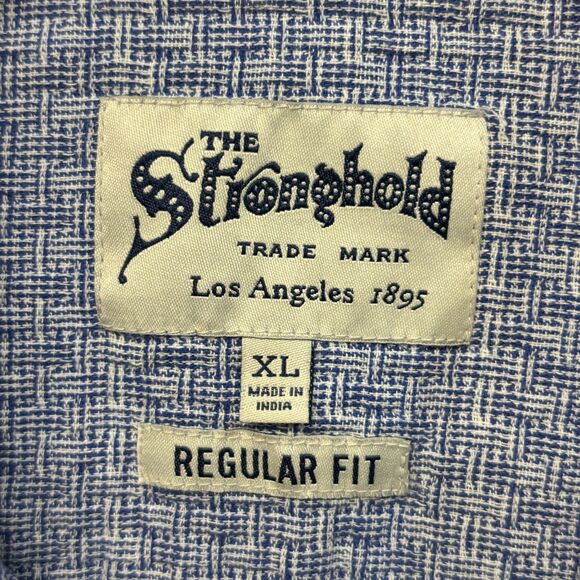 THE
Stronghold
TRADE MARK
Los Angeles 1895
XL
MADE IN
INDIA
REGULAR FIT